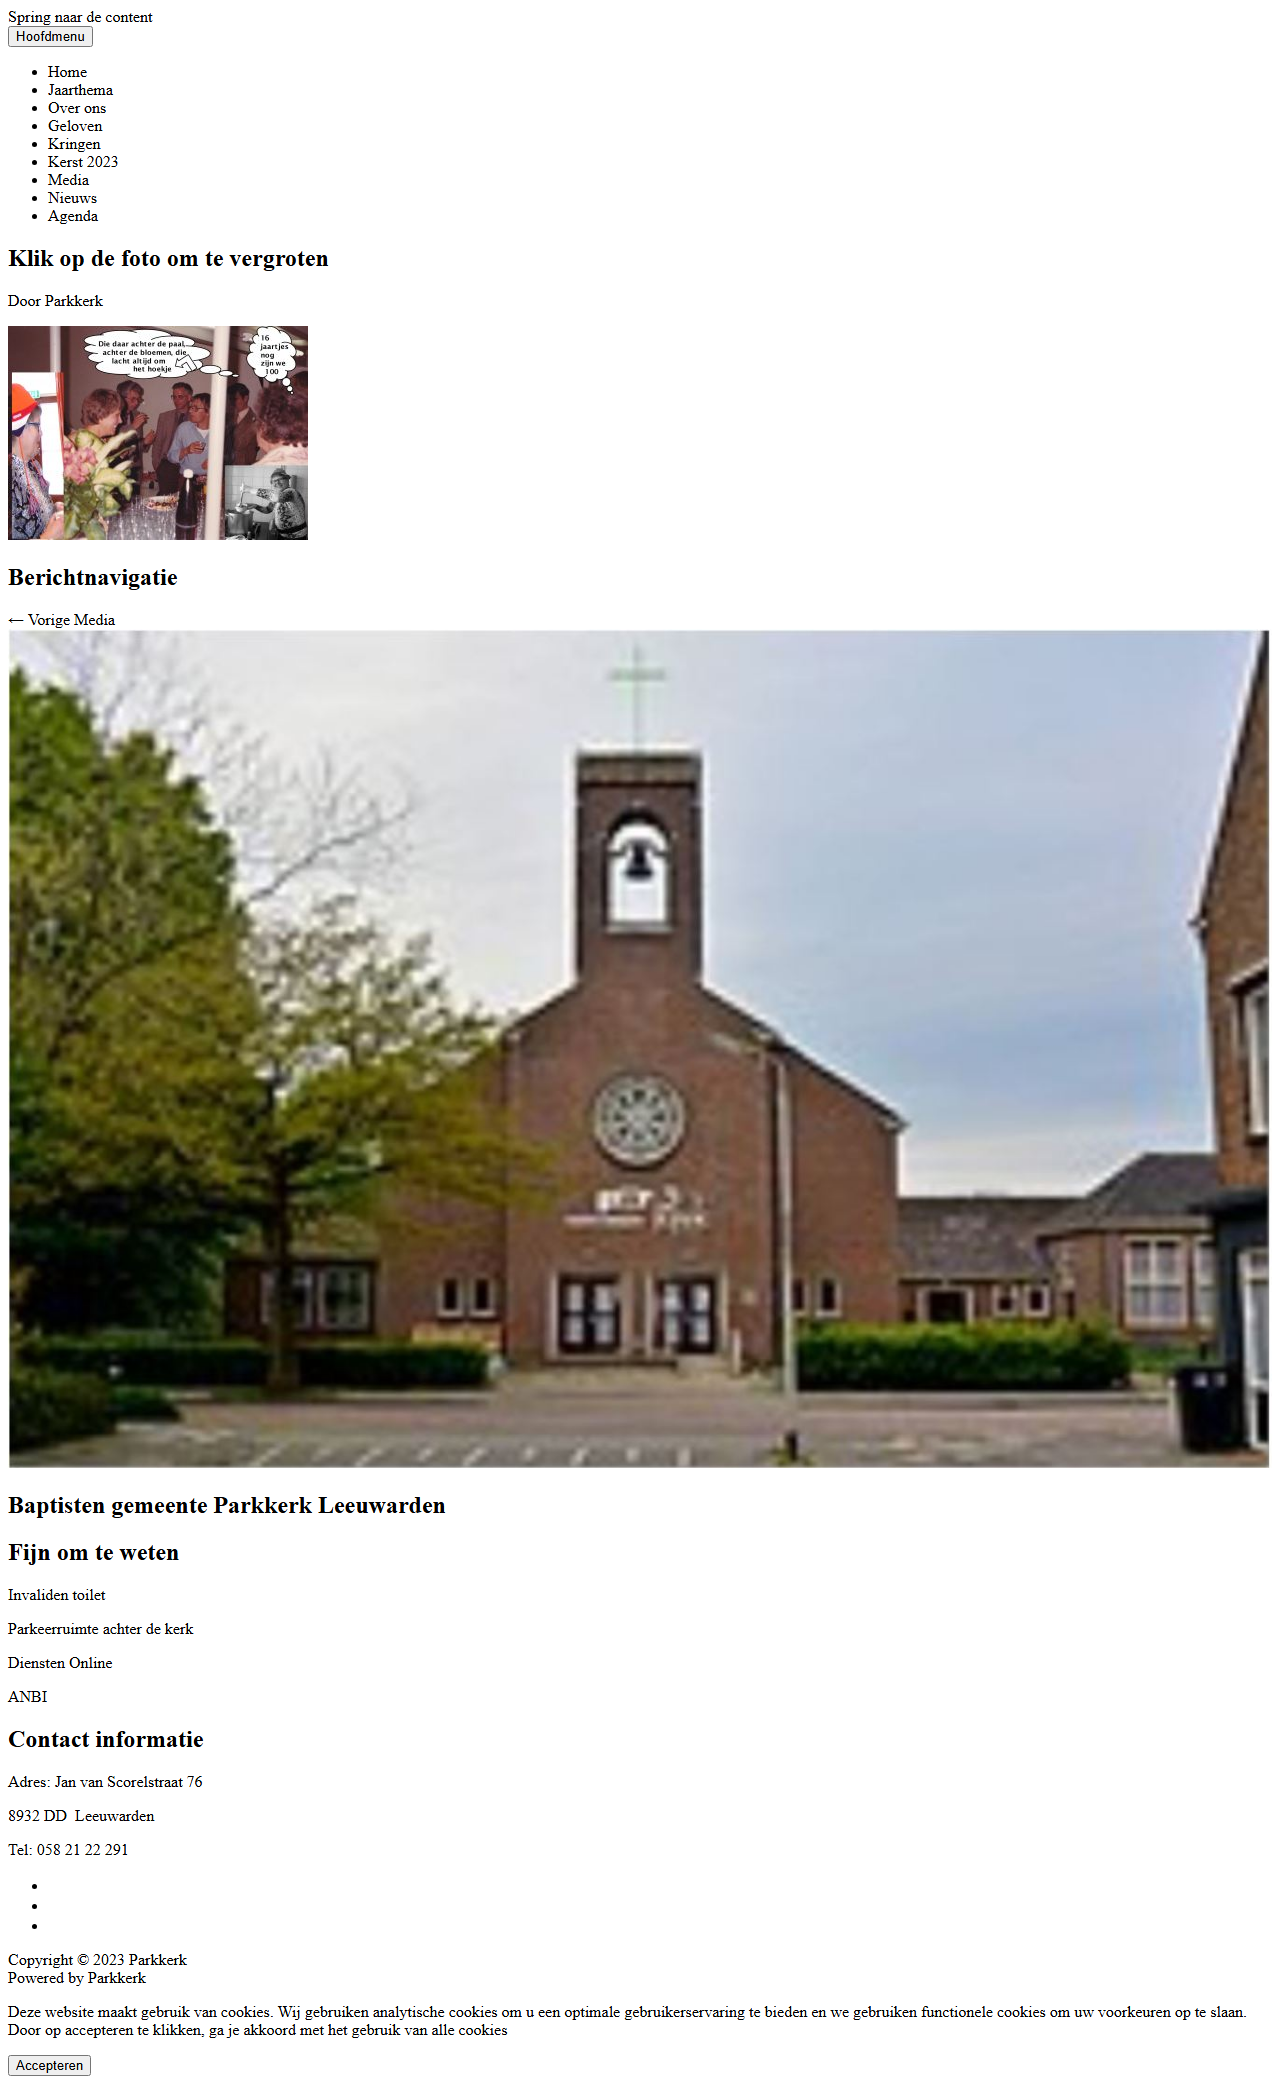 Spring naar de content
Hoofdmenu
Home
Jaarthema
Over ons
Geloven
Kringen
Kerst 2023
Media
Nieuws
Agenda
Klik op de foto om te vergroten
Door Parkkerk
Die daar achter de paal,
achter de bloemen, die
lacht altijd om
het hoekje
16
jaartjes
nog
zijn we
100
Berichtnavigatie
← Vorige Media
Baptisten gemeente Parkkerk Leeuwarden
Fijn om te weten
Invaliden toilet
Parkeerruimte achter de kerk
Diensten Online
ANBI
Contact informatie
Adres: Jan van Scorelstraat 76
8932 DD  Leeuwarden
Tel: 058 21 22 291
Copyright © 2023 Parkkerk
Powered by Parkkerk
Deze website maakt gebruik van cookies. Wij gebruiken analytische cookies om u een optimale gebruikerservaring te bieden en we gebruiken functionele cookies om uw voorkeuren op te slaan.
Door op accepteren te klikken, ga je akkoord met het gebruik van alle cookies
Accepteren